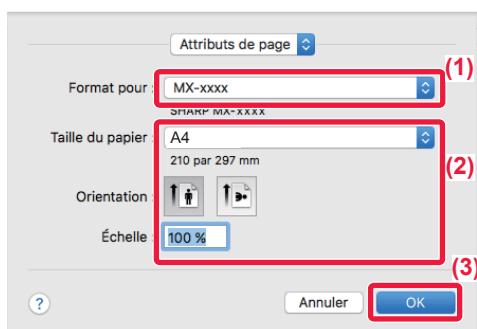 Attributs de page
(1)
Format pour : MX-xxxx
SHARP MX-xxxx
Taille du papier : A4
210 par 297 mm
(2)
Orientation :
Échelle : 100 %
(3)
? Annuler OK